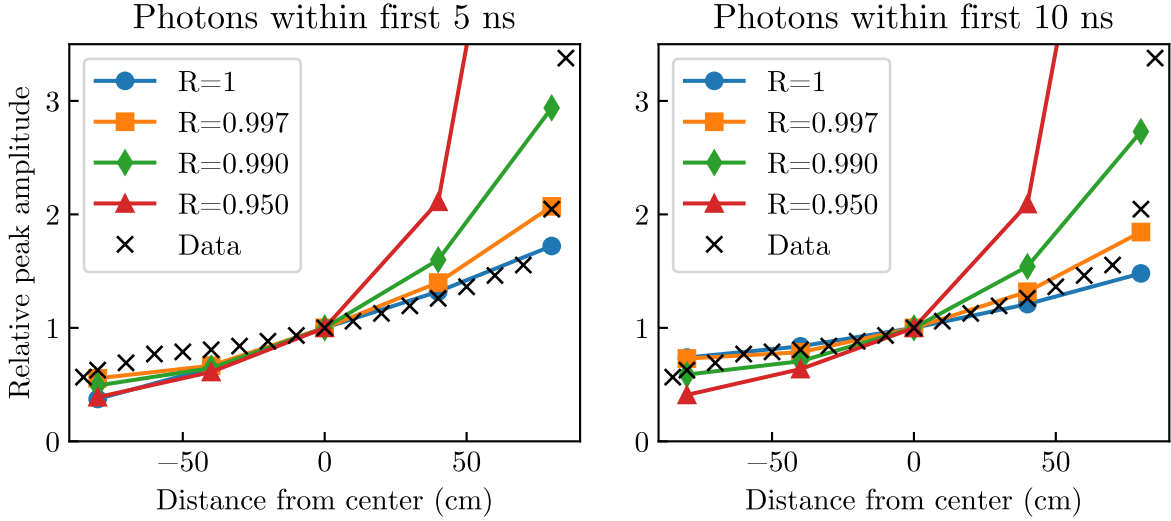 Photons within first 5 ns
Relative peak amplitude
3
2
1
0
R=1
R=0.997
R=0.990
R=0.950
Data
−50 0 50
Distance from center (cm)
Photons within first 10 ns
3
2
1
0
R=1
R=0.997
R=0.990
R=0.950
Data
−50 0 50
Distance from center (cm)